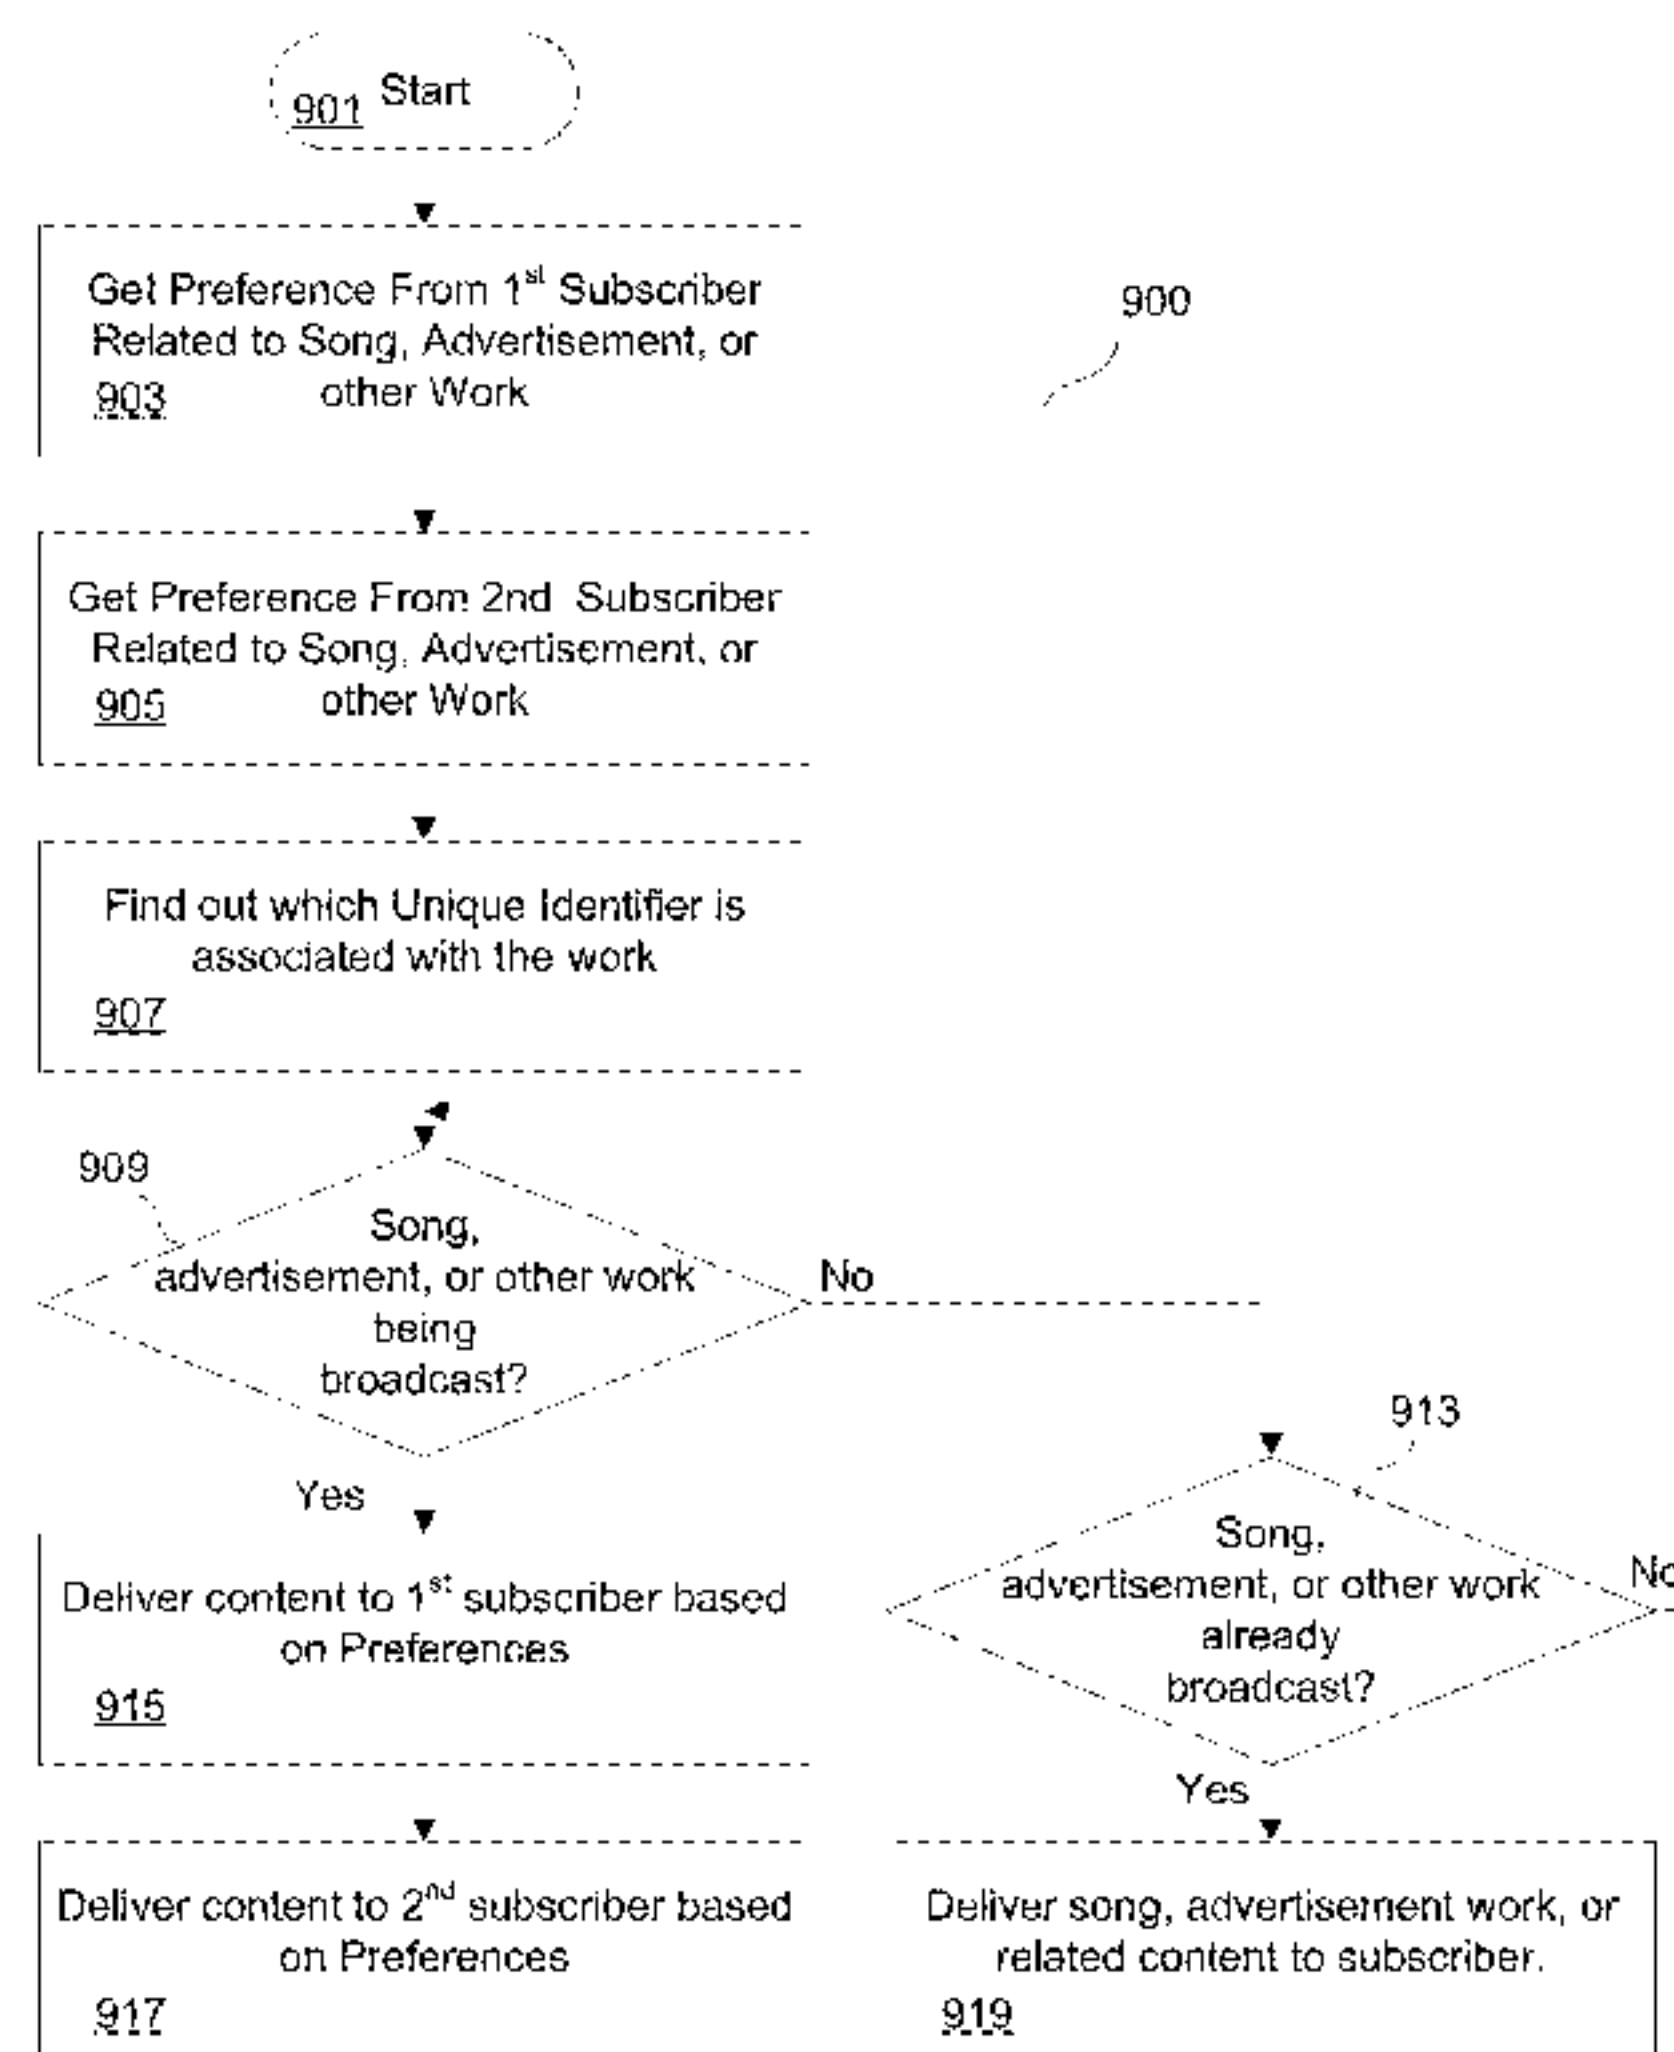 901 Start
Get Preference From 1st Subscriber
Related to Song, Advertisement, or
903 other Work
900
Get Preference From 2nd Subscriber
Related to Song, Advertisement, or
905 other Work
Find out which Unique Identifier is
associated with the work
907
909
Song,
advertisement, or other work
being
broadcast?
No
Yes
913
Song,
advertisement, or other work
already
broadcast?
No
Yes
Deliver content to 1st subscriber based
on Preferences
915
Deliver content to 2nd subscriber based
on Preferences
917
Deliver song, advertisement work, or
related content to subscriber.
919